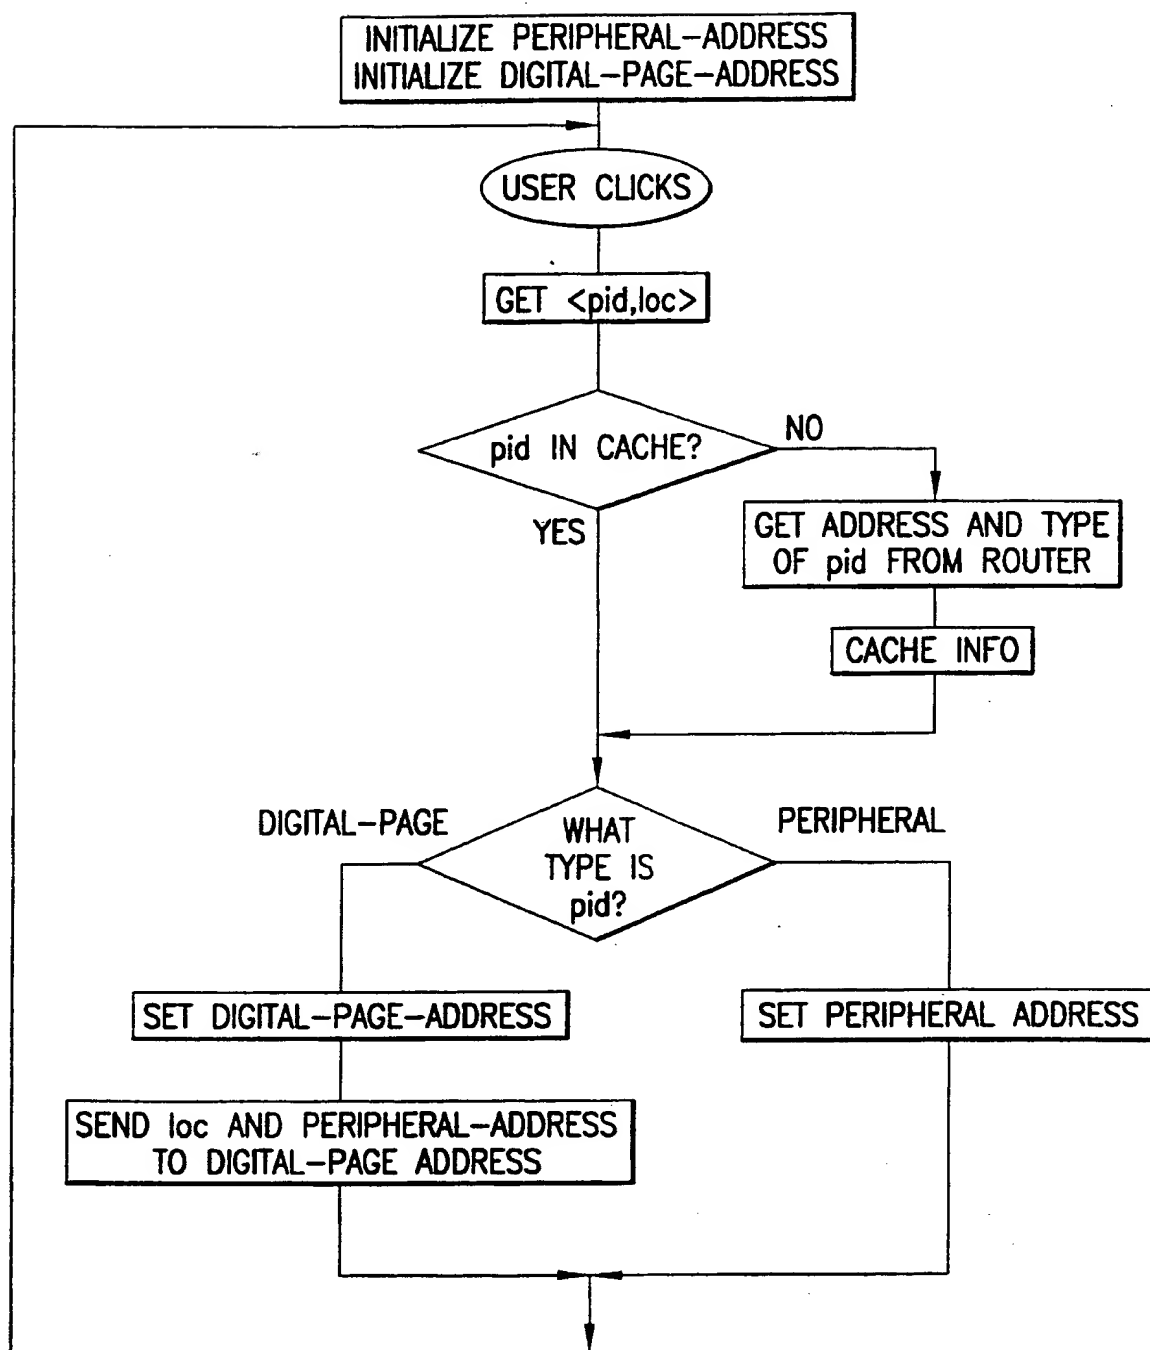 INITIALIZE PERIPHERAL-ADDRESS
INITIALIZE DIGITAL-PAGE-ADDRESS
USER CLICKS
GET <pid,loc>
pid IN CACHE?
NO
YES
GET ADDRESS AND TYPE
OF pid FROM ROUTER
CACHE INFO
DIGITAL-PAGE
WHAT
TYPE IS
pid?
PERIPHERAL
SET DIGITAL-PAGE-ADDRESS
SET PERIPHERAL ADDRESS
SEND loc AND PERIPHERAL-ADDRESS
TO DIGITAL-PAGE ADDRESS